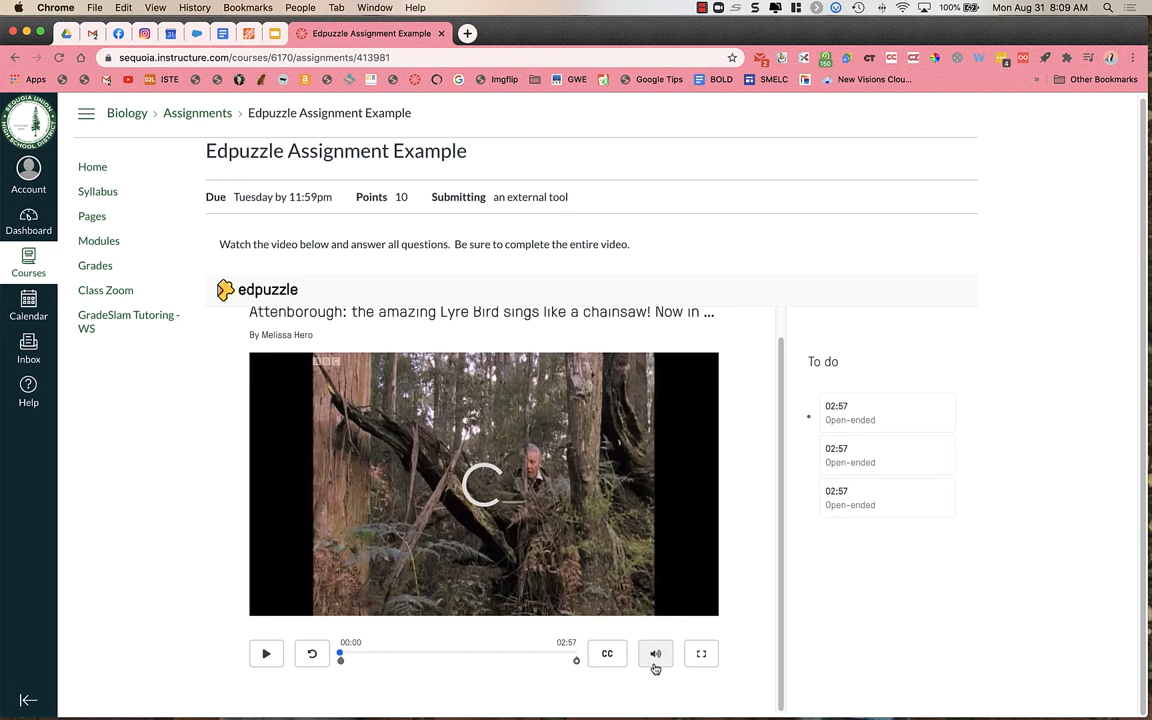 Chrome File Edit View History Bookmarks People Tab Window Help 100% Mon Aug 31 8:09 AM
Edpuzzle Assignment Example
sequoia.instructure.com/courses/6170/assignments/413981
Apps ISTE Imgflip GWE Google Tips BOLD SMELC New Visions Clou... » Other Bookmarks
Biology > Assignments > Edpuzzle Assignment Example
Edpuzzle Assignment Example
Account
Dashboard
Courses
Calendar
Inbox
Help
Home
Syllabus
Pages
Modules
Grades
Class Zoom
GradeSlam Tutoring -
WS
Due Tuesday by 11:59pm Points 10 Submitting an external tool
Watch the video below and answer all questions. Be sure to complete the entire video.
edpuzzle
Attenborough: the amazing Lyre Bird sings like a chainsaw! Now in ...
By Melissa Hero
BBC
00:00 02:57
CC
To do
02:57
Open-ended
02:57
Open-ended
02:57
Open-ended